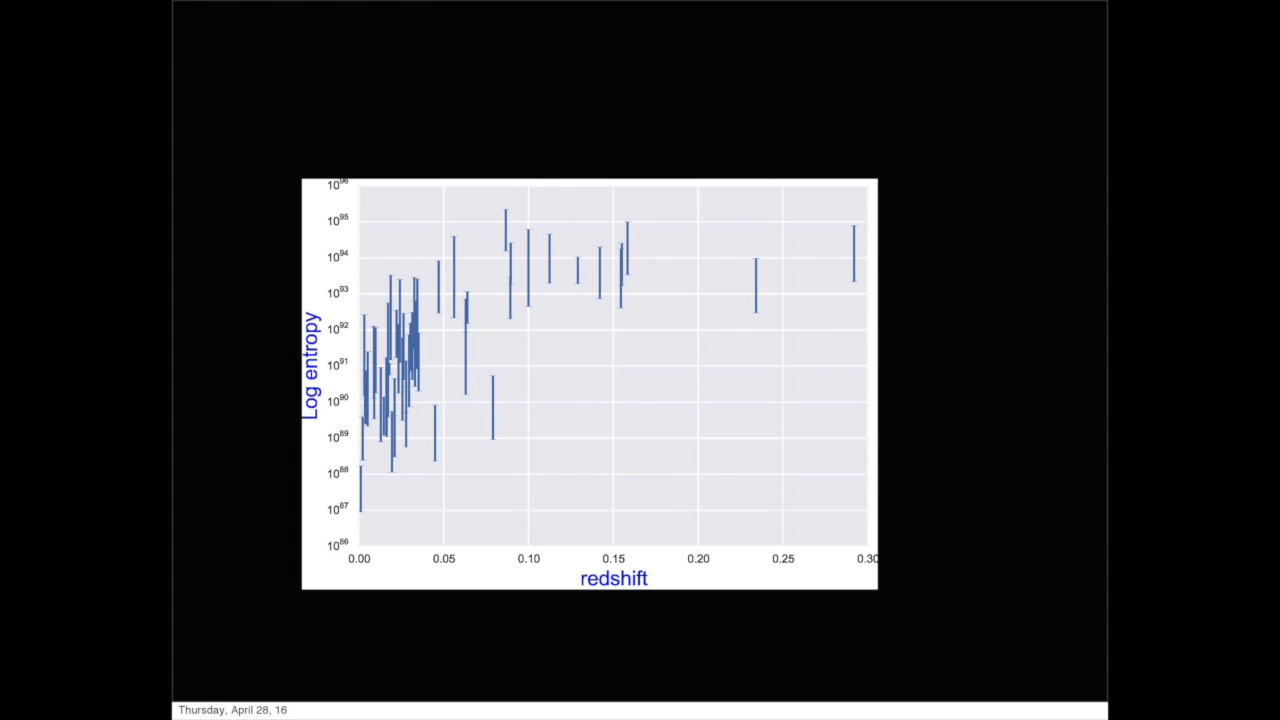 10⁹⁶
10⁹⁵
10⁹⁴
10⁹³
10⁹²
10⁹¹
10⁹⁰
10⁸⁹
10⁸⁸
10⁸⁷
10⁸⁶
Log entropy
0.00 0.05 0.10 0.15 0.20 0.25 0.30
redshift
Thursday, April 28, 16